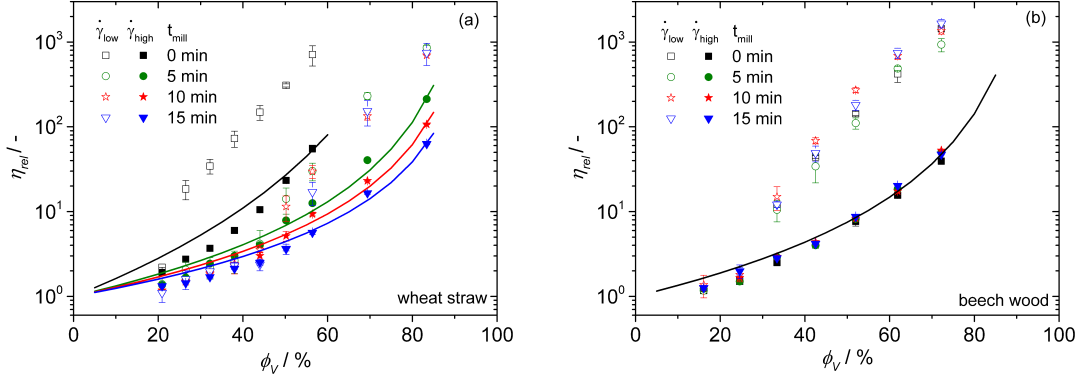 (a)
γ̇low γ̇high tmill
0 min
5 min
10 min
15 min
10³
10²
10¹
10⁰
ηrel / -
wheat straw
0 20 40 60 80 100
ϕV / %
(b)
γ̇low γ̇high tmill
0 min
5 min
10 min
15 min
10³
10²
10¹
10⁰
ηrel / -
beech wood
0 20 40 60 80 100
ϕV / %